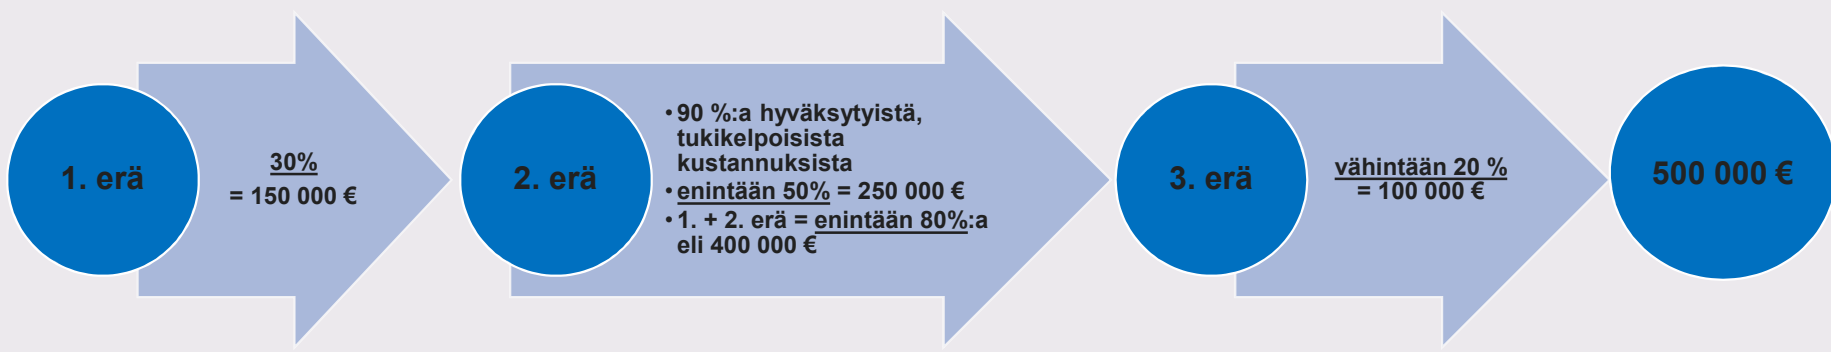 1. erä
30%
= 150 000 €
2. erä
• 90 %:a hyväksytyistä,
tukikelpoisista
kustannuksista
• enintään 50% = 250 000 €
• 1. + 2. erä = enintään 80%:a
eli 400 000 €
3. erä
vähintään 20 %
= 100 000 €
500 000 €